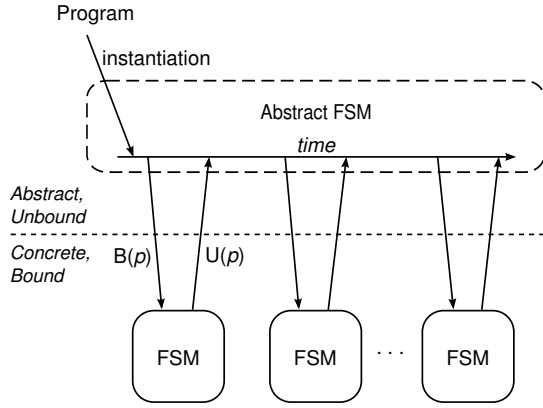 Program
instantiation
Abstract FSM
time
Abstract,
Unbound
Concrete,
Bound
B(p)
U(p)
FSM
FSM
. . .
FSM